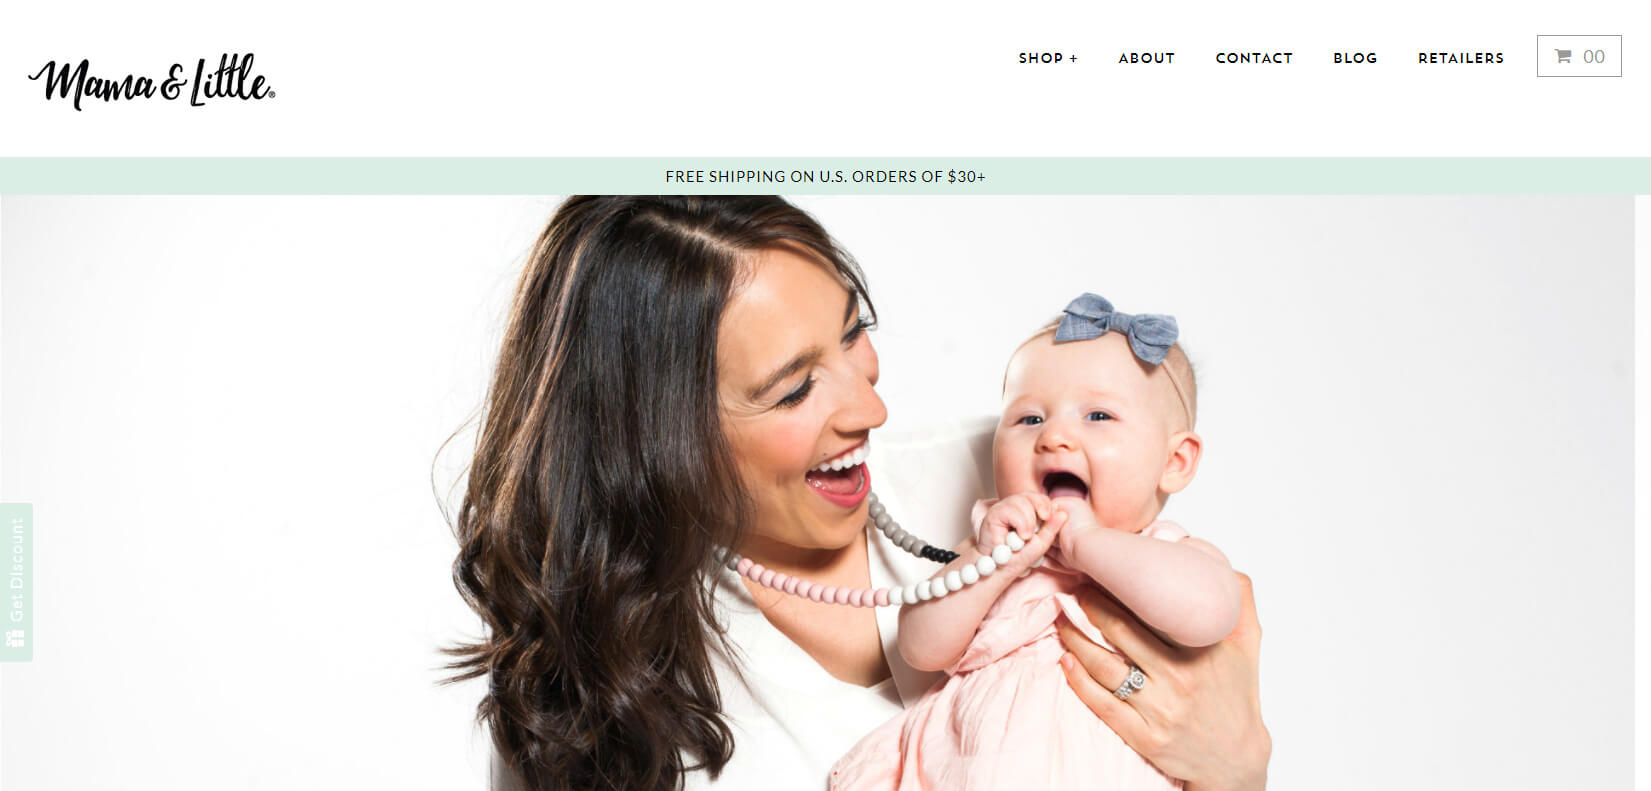 Mama & Little®
SHOP +
ABOUT
CONTACT
BLOG
RETAILERS
00
FREE SHIPPING ON U.S. ORDERS OF $30+
Get Discount